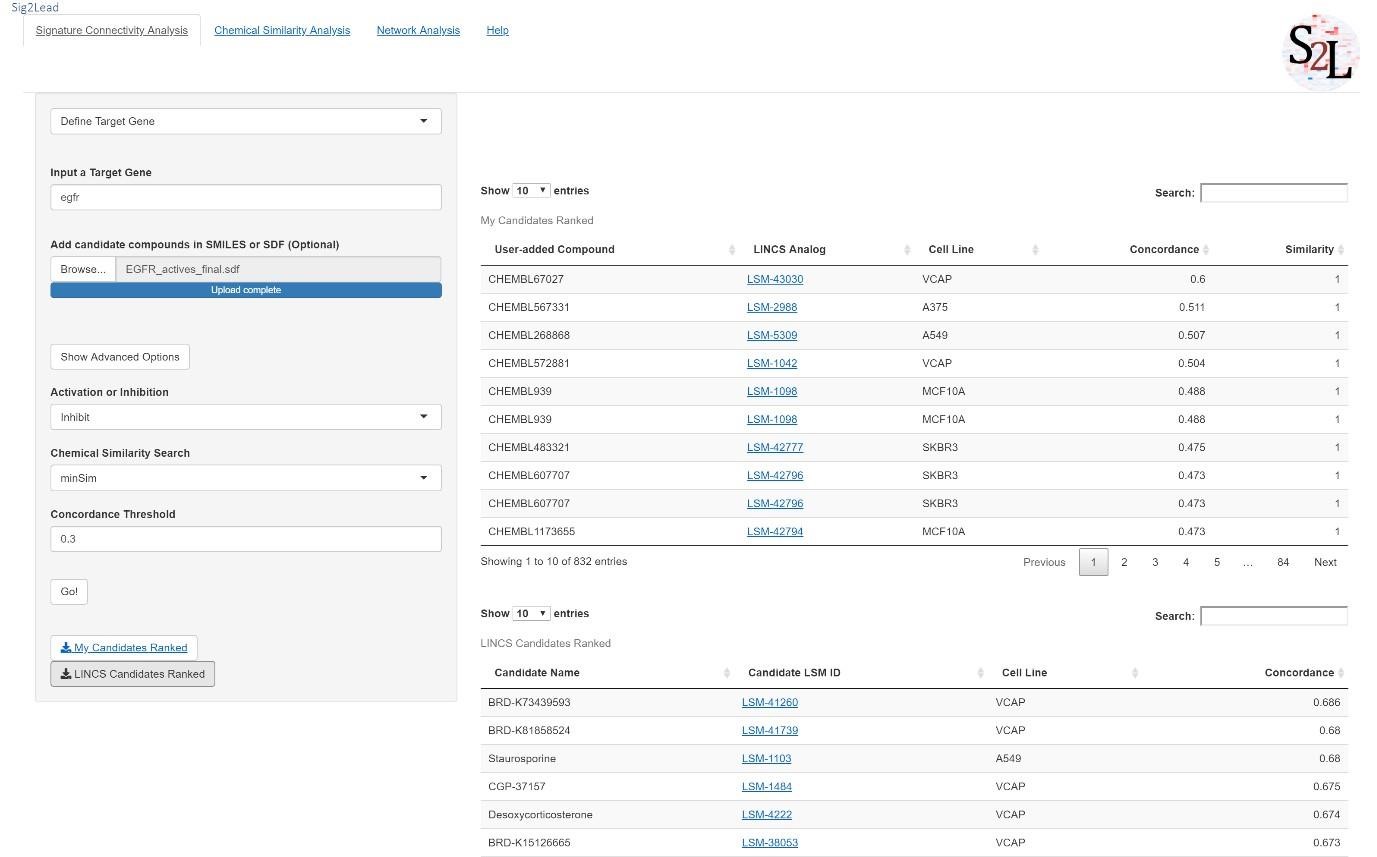 Sig2Lead
Signature Connectivity Analysis Chemical Similarity Analysis Network Analysis Help
S2L
Define Target Gene
Input a Target Gene
egfr
Add candidate compounds in SMILES or SDF (Optional)
Browse... EGFR_actives_final.sdf
Upload complete
Show Advanced Options
Activation or Inhibition
Inhibit
Chemical Similarity Search
minSim
Concordance Threshold
0.3
Go!
My Candidates Ranked
LINCS Candidates Ranked
Show 10 entries Search:
My Candidates Ranked
User-added Compound LINCS Analog Cell Line Concordance Similarity
CHEMBL67027 LSM-43030 VCAP 0.6 1
CHEMBL567331 LSM-2988 A375 0.511 1
CHEMBL268868 LSM-5309 A549 0.507 1
CHEMBL572881 LSM-1042 VCAP 0.504 1
CHEMBL939 LSM-1098 MCF10A 0.488 1
CHEMBL939 LSM-1098 MCF10A 0.488 1
CHEMBL483321 LSM-42777 SKBR3 0.475 1
CHEMBL607707 LSM-42796 SKBR3 0.473 1
CHEMBL607707 LSM-42796 SKBR3 0.473 1
CHEMBL1173655 LSM-42794 MCF10A 0.473 1
Showing 1 to 10 of 832 entries Previous 1 2 3 4 5 … 84 Next
Show 10 entries Search:
LINCS Candidates Ranked
Candidate Name Candidate LSM ID Cell Line Concordance
BRD-K73439593 LSM-41260 VCAP 0.686
BRD-K81858524 LSM-41739 VCAP 0.68
Staurosporine LSM-1103 A549 0.68
CGP-37157 LSM-1484 VCAP 0.675
Desoxycorticosterone LSM-4222 VCAP 0.674
BRD-K15126665 LSM-38053 VCAP 0.673